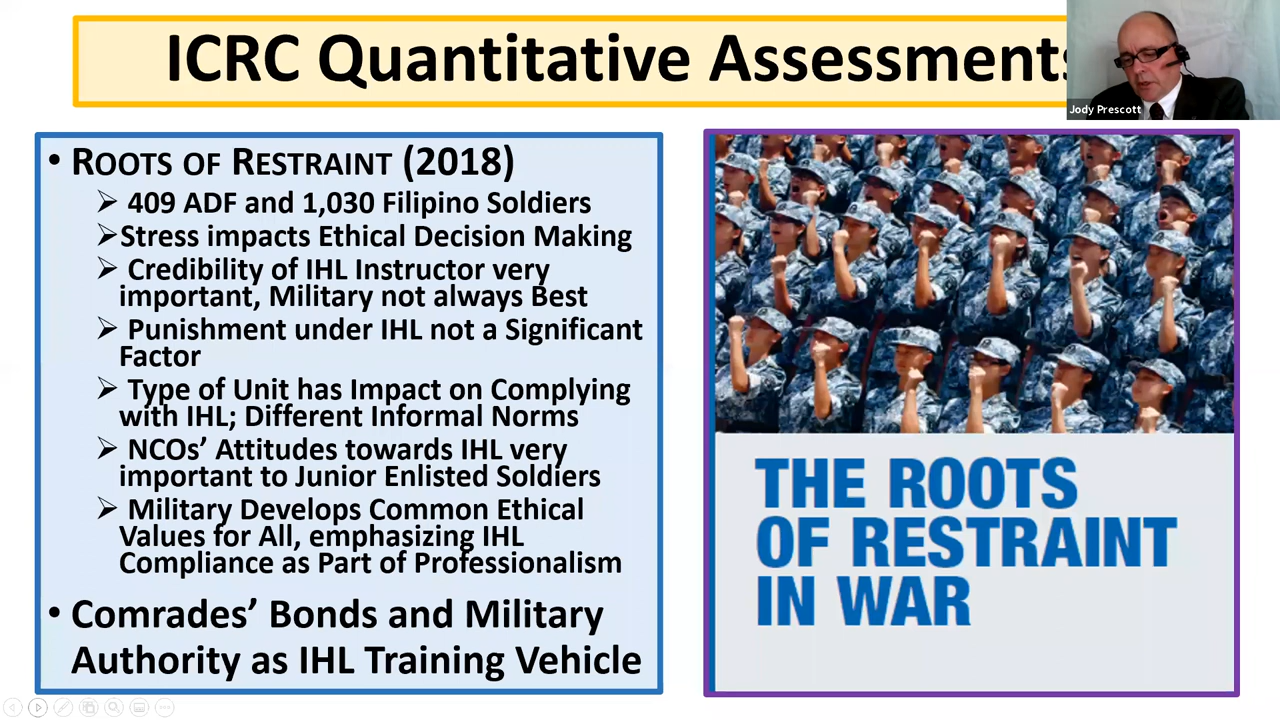 ICRC Quantitative Assessments
Jody Prescott
• ROOTS OF RESTRAINT (2018)
➢ 409 ADF and 1,030 Filipino Soldiers
➢Stress impacts Ethical Decision Making
➢ Credibility of IHL Instructor very
important, Military not always Best
➢ Punishment under IHL not a Significant
Factor
➢ Type of Unit has Impact on Complying
with IHL; Different Informal Norms
➢ NCOs’ Attitudes towards IHL very
important to Junior Enlisted Soldiers
➢ Military Develops Common Ethical
Values for All, emphasizing IHL
Compliance as Part of Professionalism
• Comrades’ Bonds and Military
Authority as IHL Training Vehicle
THE ROOTS
OF RESTRAINT
IN WAR